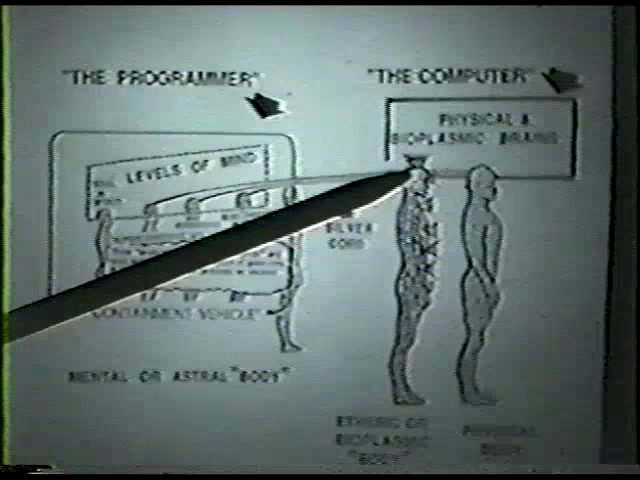 "THE PROGRAMMER"
"THE COMPUTER"
LEVELS OF MIND
PHYSICAL &
BIOPLASMIC BRAINS
SILVER
CORD
CONTAINMENT VEHICLE
MENTAL OR ASTRAL "BODY"
ETHERIC OR
BIOPLASMIC
"BODY"
PHYSICAL
BODY